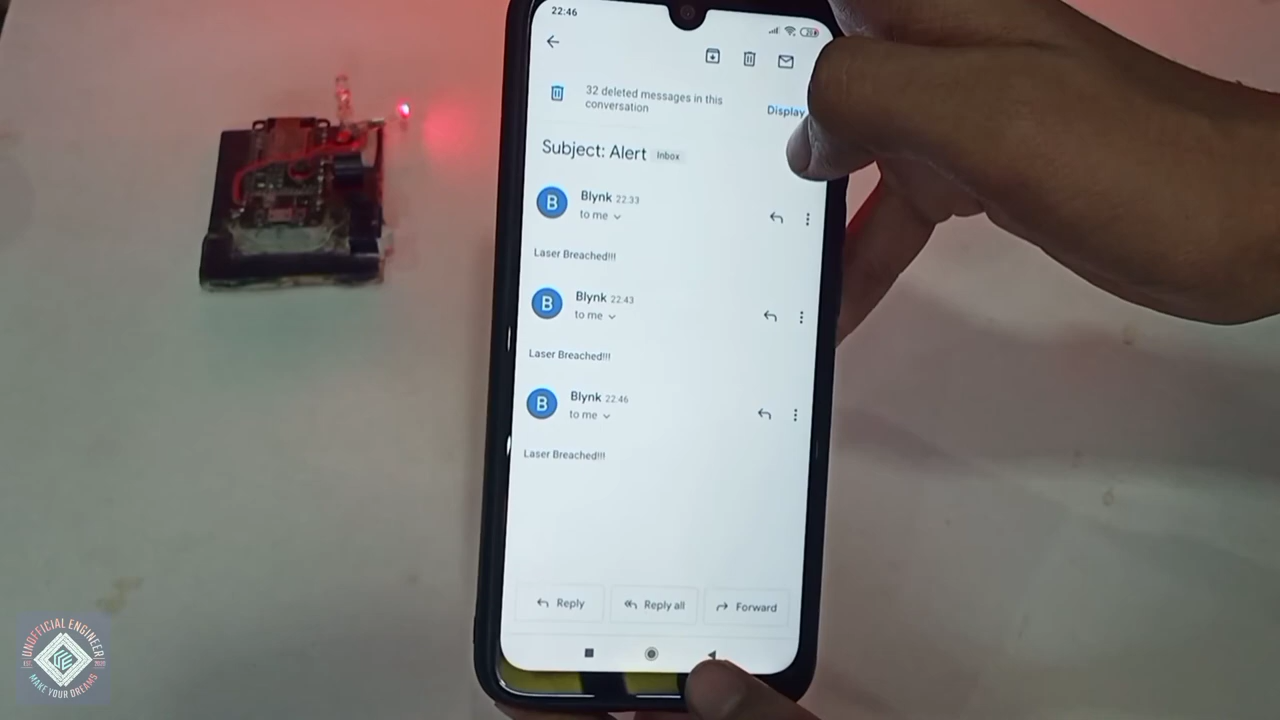 22:46
32 deleted messages in this
conversation
Display
Subject: Alert Inbox
B Blynk 22.33
to me
Laser Breached!!!
B Blynk 22.43
to me
Laser Breached!!!
B Blynk 22.46
to me
Laser Breached!!!
Reply Reply all Forward
UNOFFICIAL ENGINEER
MAKE YOUR DREAMS